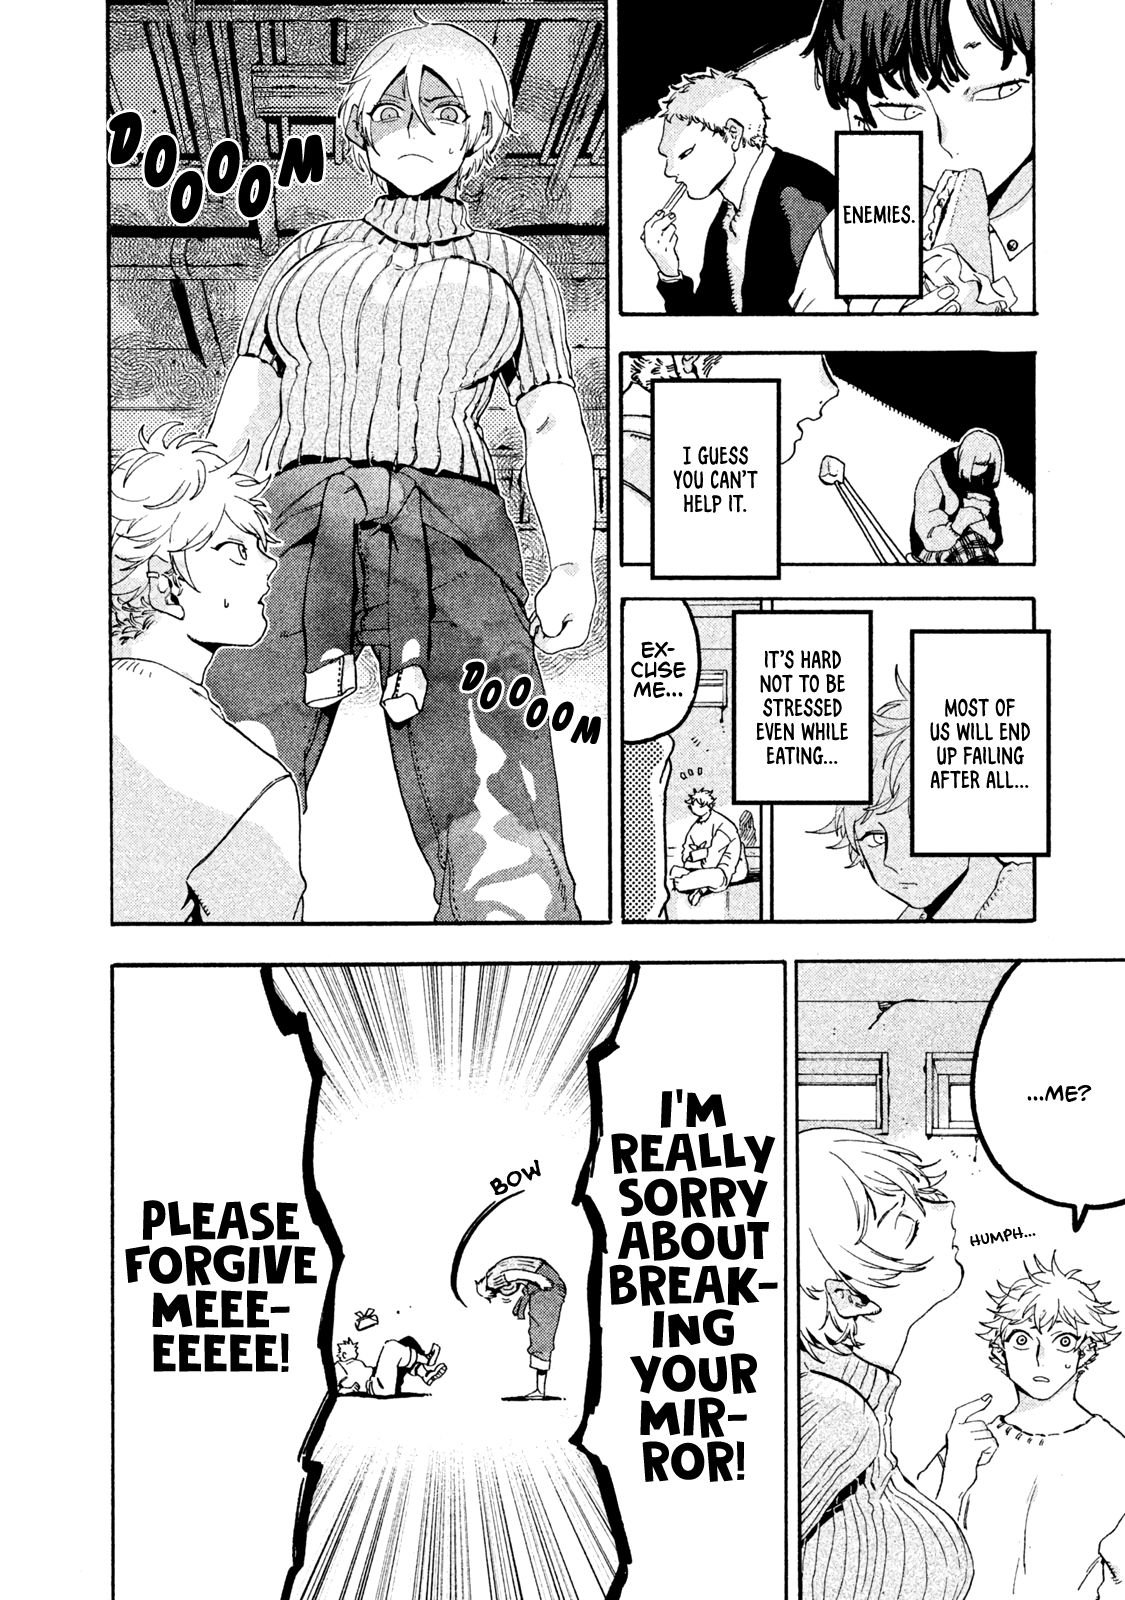 ENEMIES.
I GUESS
YOU CAN'T
HELP IT.
MOST OF
US WILL END
UP FAILING
AFTER ALL...
IT'S HARD
NOT TO BE
STRESSED
EVEN WHILE
EATING...
EX-
CUSE
ME...
DOOOOM
DOOOOM
...ME?
HUMPH...
I'M
REALLY
SORRY
ABOUT
BREAK-
ING
YOUR
MIR-
ROR!
BOW
PLEASE
FORGIVE
MEEE-
EEEEE!